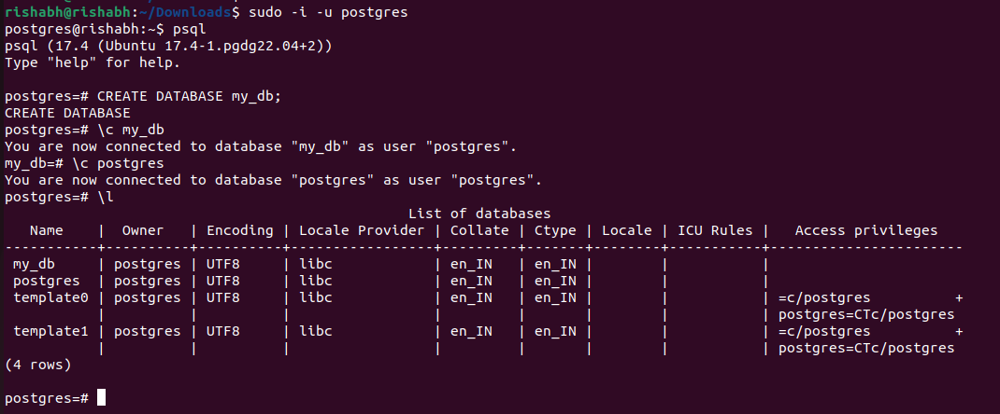 rishabh@rishabh:~/Downloads$ sudo -i -u postgres
postgres@rishabh:~$ psql
psql (17.4 (Ubuntu 17.4-1.pgdg22.04+2))
Type "help" for help.

postgres=# CREATE DATABASE my_db;
CREATE DATABASE
postgres=# \c my_db
You are now connected to database "my_db" as user "postgres".
my_db=# \c postgres
You are now connected to database "postgres" as user "postgres".
postgres=# \l
                                                List of databases
   Name    |  Owner   | Encoding | Locale Provider | Collate | Ctype | Locale | ICU Rules |   Access privileges   
-----------+----------+----------+-----------------+---------+-------+--------+-----------+-----------------------
 my_db     | postgres | UTF8     | libc            | en_IN   | en_IN |        |           | 
 postgres  | postgres | UTF8     | libc            | en_IN   | en_IN |        |           | 
 template0 | postgres | UTF8     | libc            | en_IN   | en_IN |        |           | =c/postgres          +
           |          |          |                 |         |       |        |           | postgres=CTc/postgres
 template1 | postgres | UTF8     | libc            | en_IN   | en_IN |        |           | =c/postgres          +
           |          |          |                 |         |       |        |           | postgres=CTc/postgres
(4 rows)

postgres=#